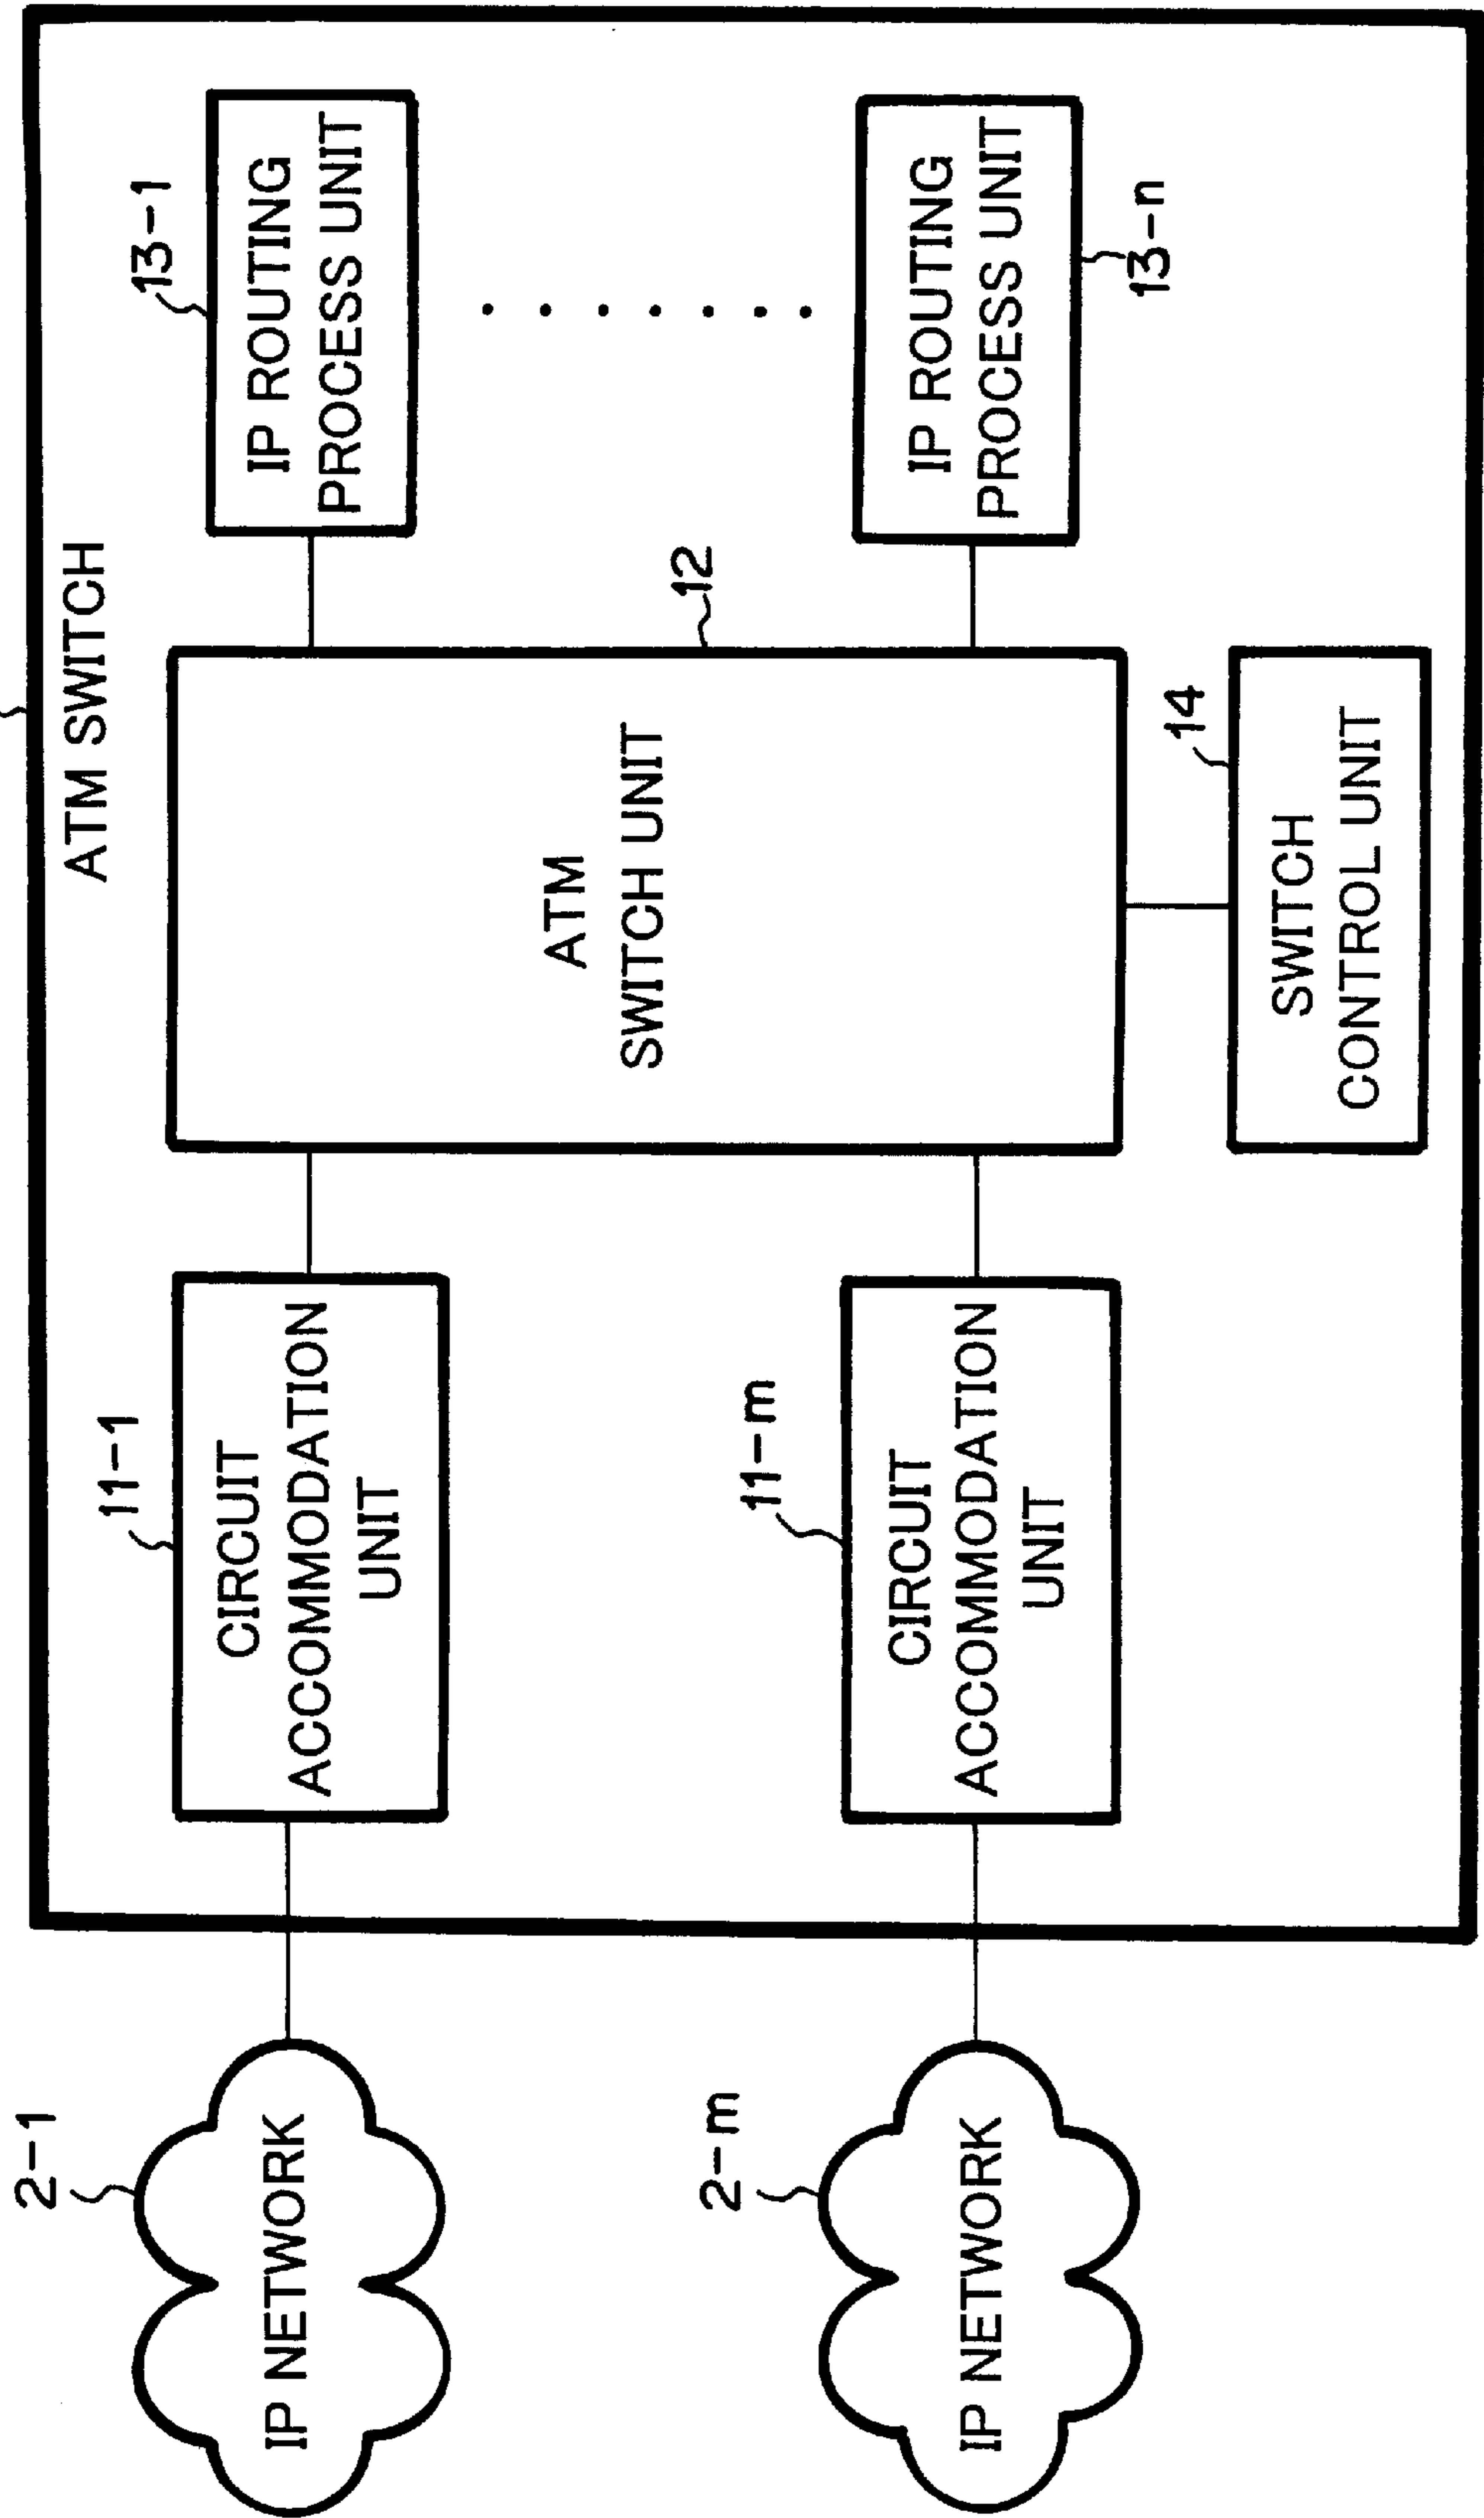 ATM SWITCH
2-1
IP NETWORK
11-1
CIRCUIT
ACCOMMODATION
UNIT
ATM
SWITCH UNIT
12
13-1
IP ROUTING
PROCESS UNIT
2-m
IP NETWORK
11-m
CIRCUIT
ACCOMMODATION
UNIT
IP ROUTING
PROCESS UNIT
13-n
14
SWITCH
CONTROL UNIT